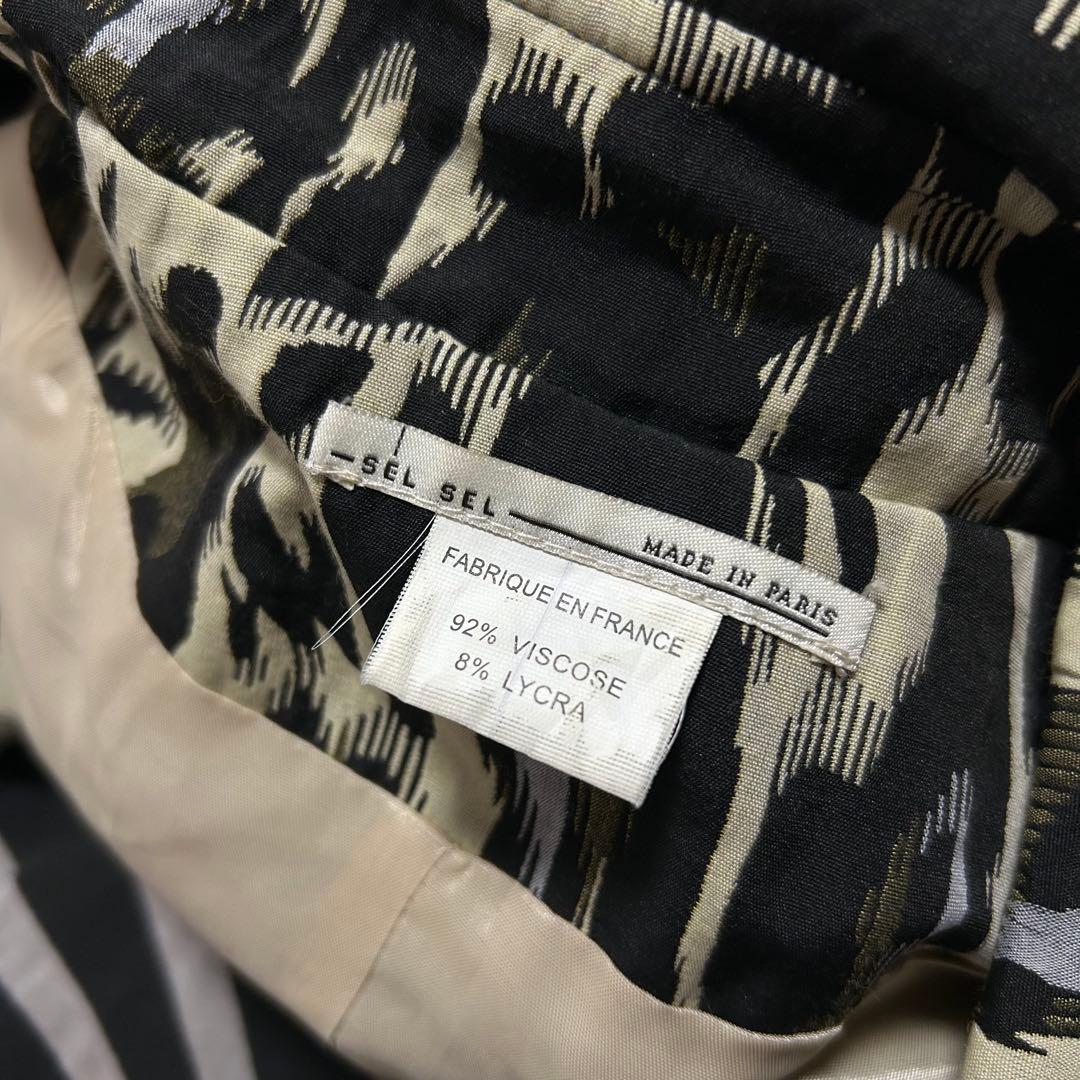 SEL SEL
MADE IN PARIS
FABRIQUE EN FRANCE
92% VISCOSE
8% LYCRA